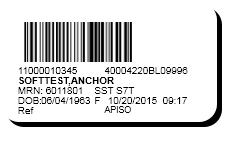 11000010345 40004220BL09996
SOFTTEST,ANCHOR
MRN: 6011801 SST S7T
DOB:06/04/1963 F 10/20/2015 09:17
Ref APISO